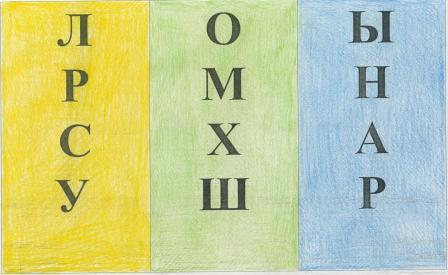 Л О Ы
Р М Н
С Х А
У Ш Р